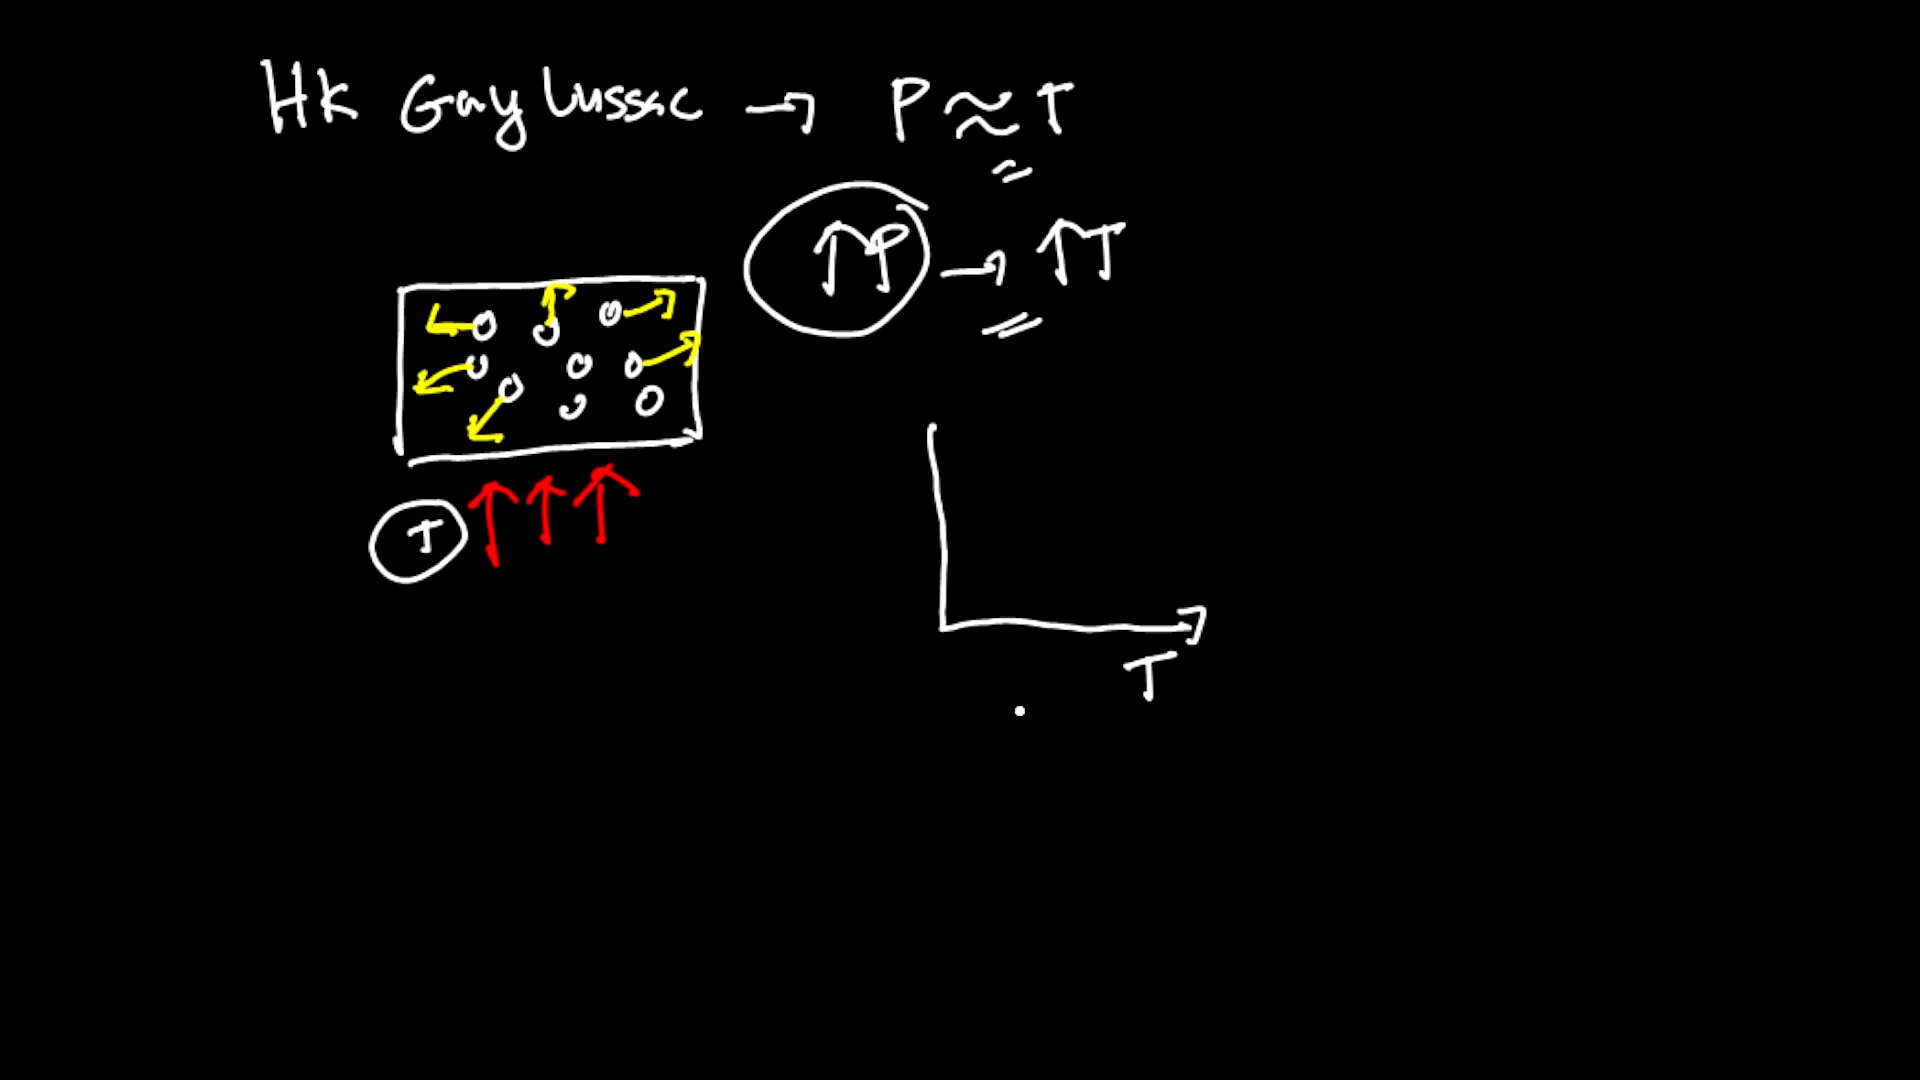 Hk Gay Lussac → P ≈ T
↑P → ↑T
T ↑↑↑
T